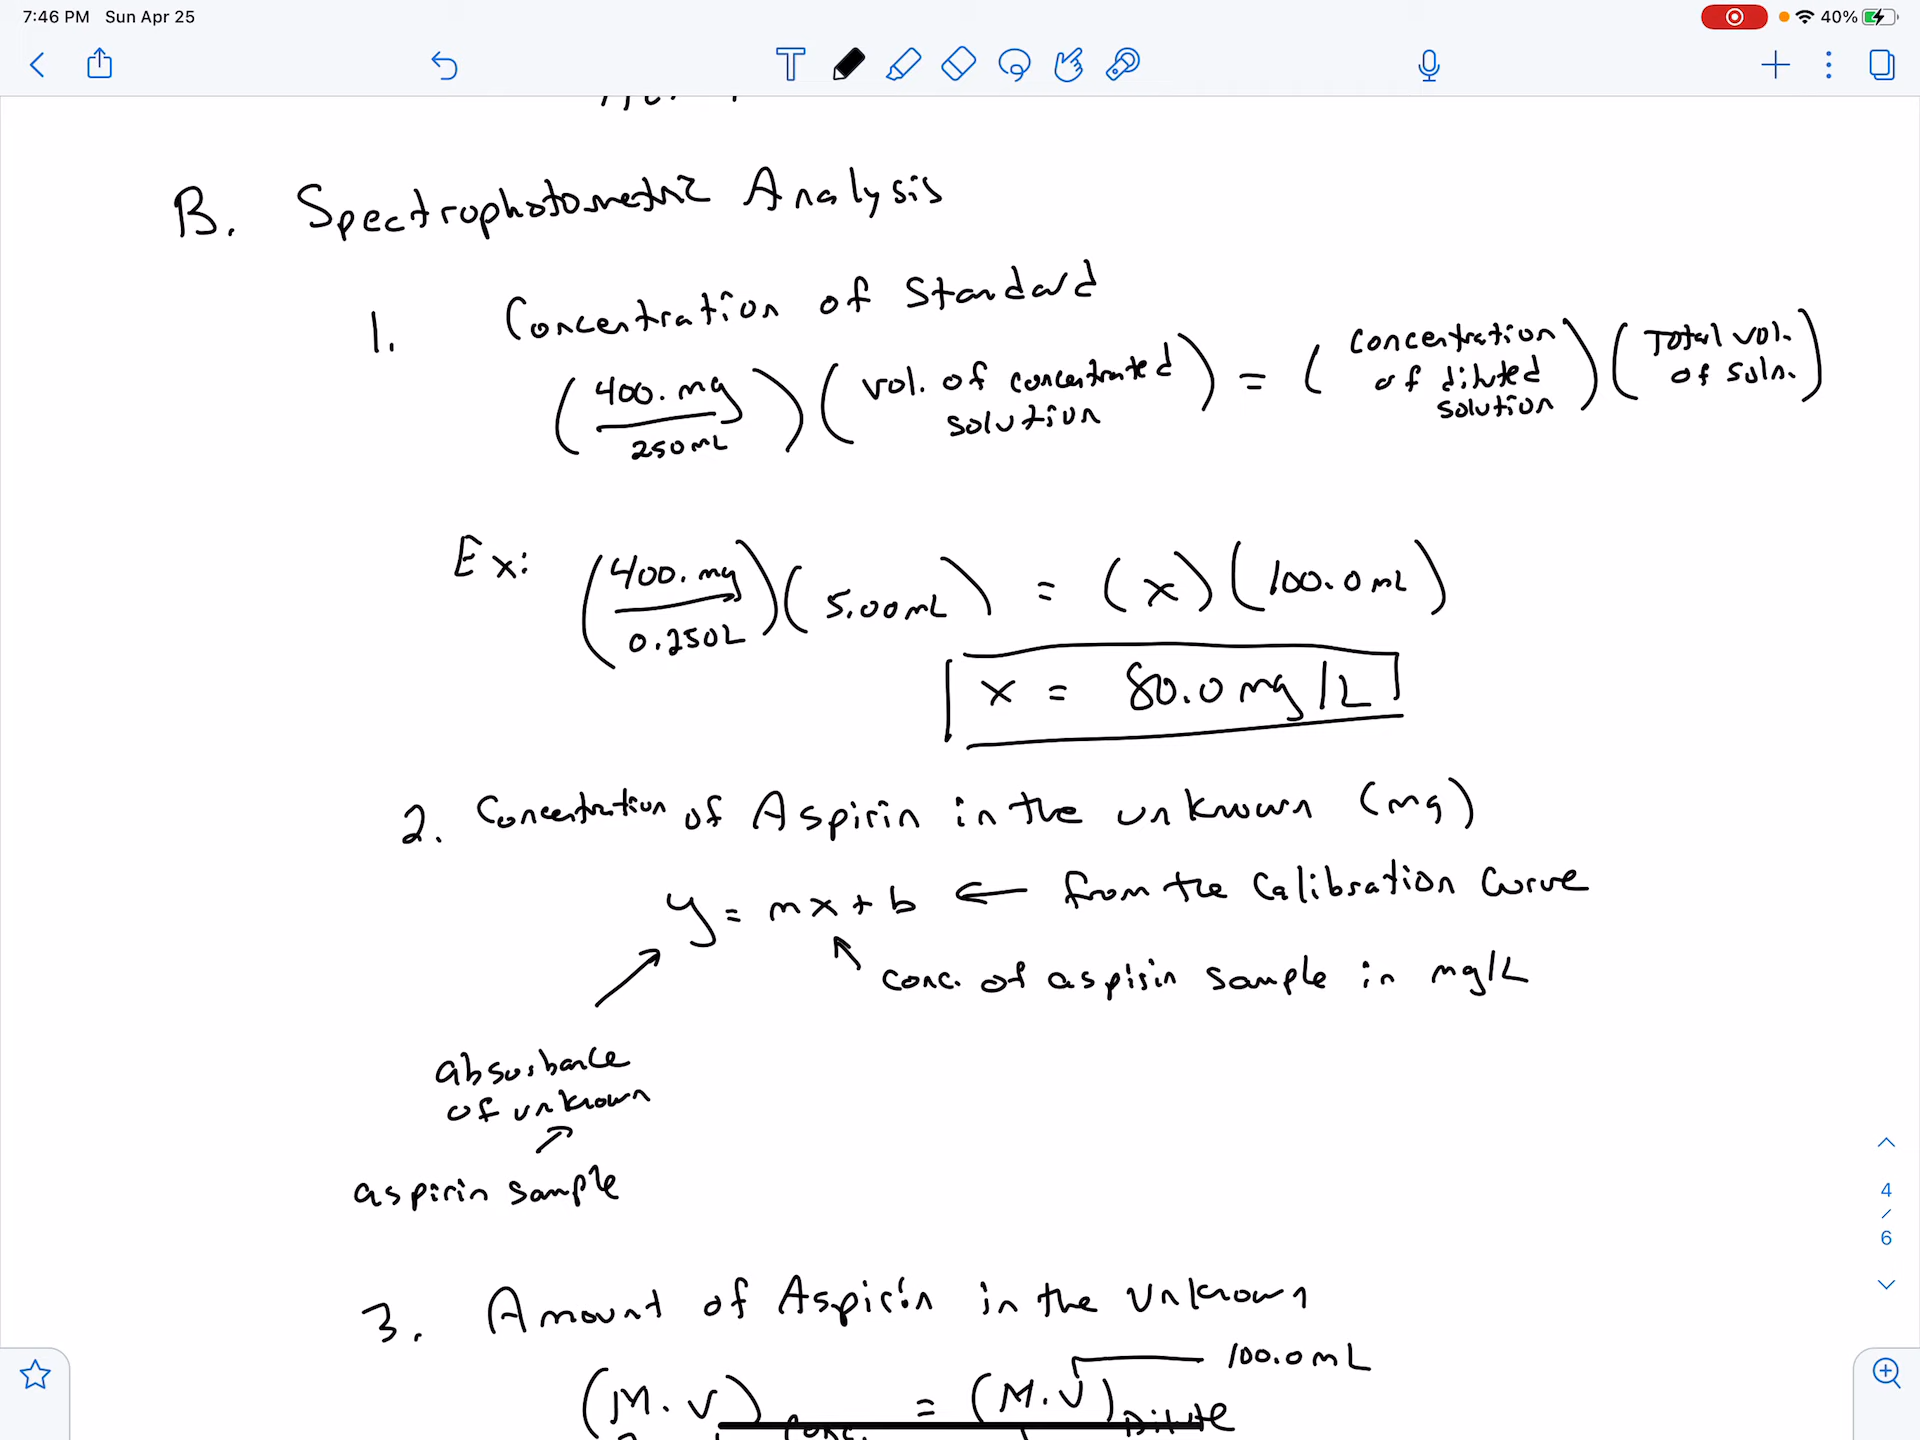 7:46 PM Sun Apr 25
40%
T
B. Spectrophotometric Analysis
1. Concentration of Standard
(400. mg / 250 mL) (vol. of concentrated solution) = (concentration of diluted solution) (Total vol. of soln.)
Ex: (400. mg / 0.250L) (5.00mL) = (x) (100.0 mL)
x = 80.0 mg/L
2. Concentration of Aspirin in the unknown (mg)
y = mx + b ← from the Calibration Curve
conc. of aspirin sample in mg/L
absorbance
of unknown
aspirin sample
4
/
6
3. Amount of Aspirin in the Unknown
100.0 mL
(M.V) conc. = (M.V) Dilute